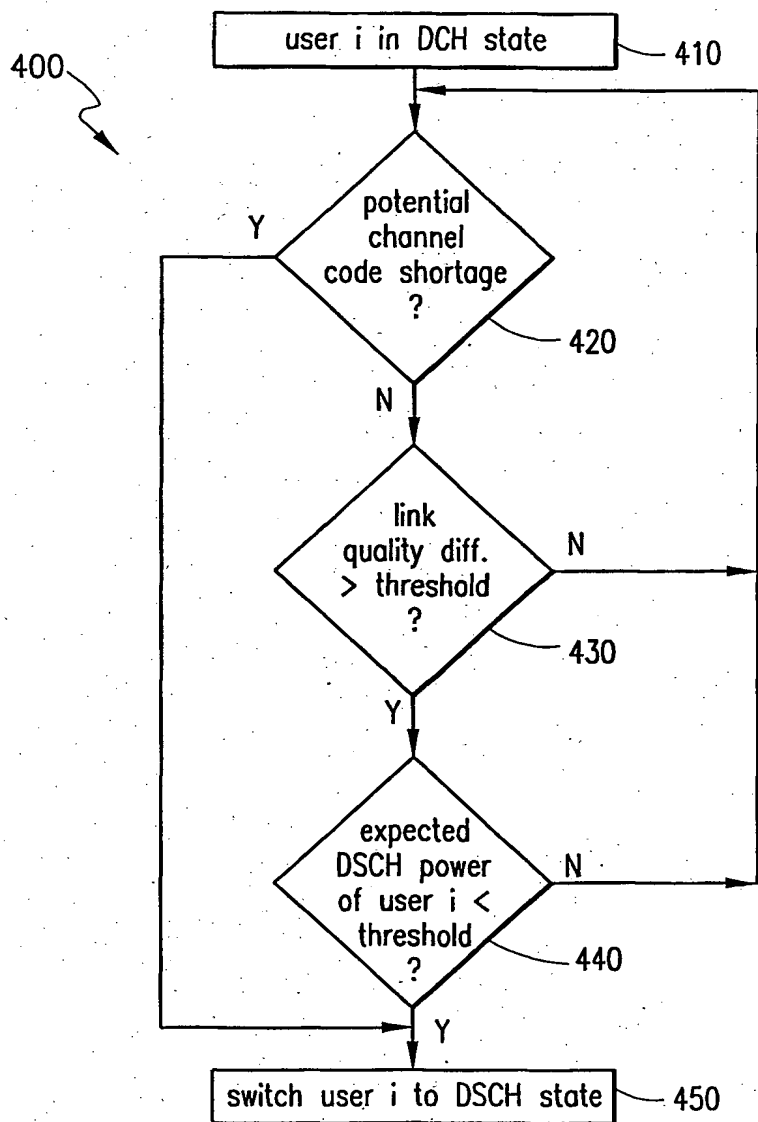 user i in DCH state
410
400
potential
channel
code shortage
?
Y
420
N
link
quality diff.
> threshold
?
N
430
Y
expected
DSCH power
of user i <
threshold
?
N
440
Y
switch user i to DSCH state
450